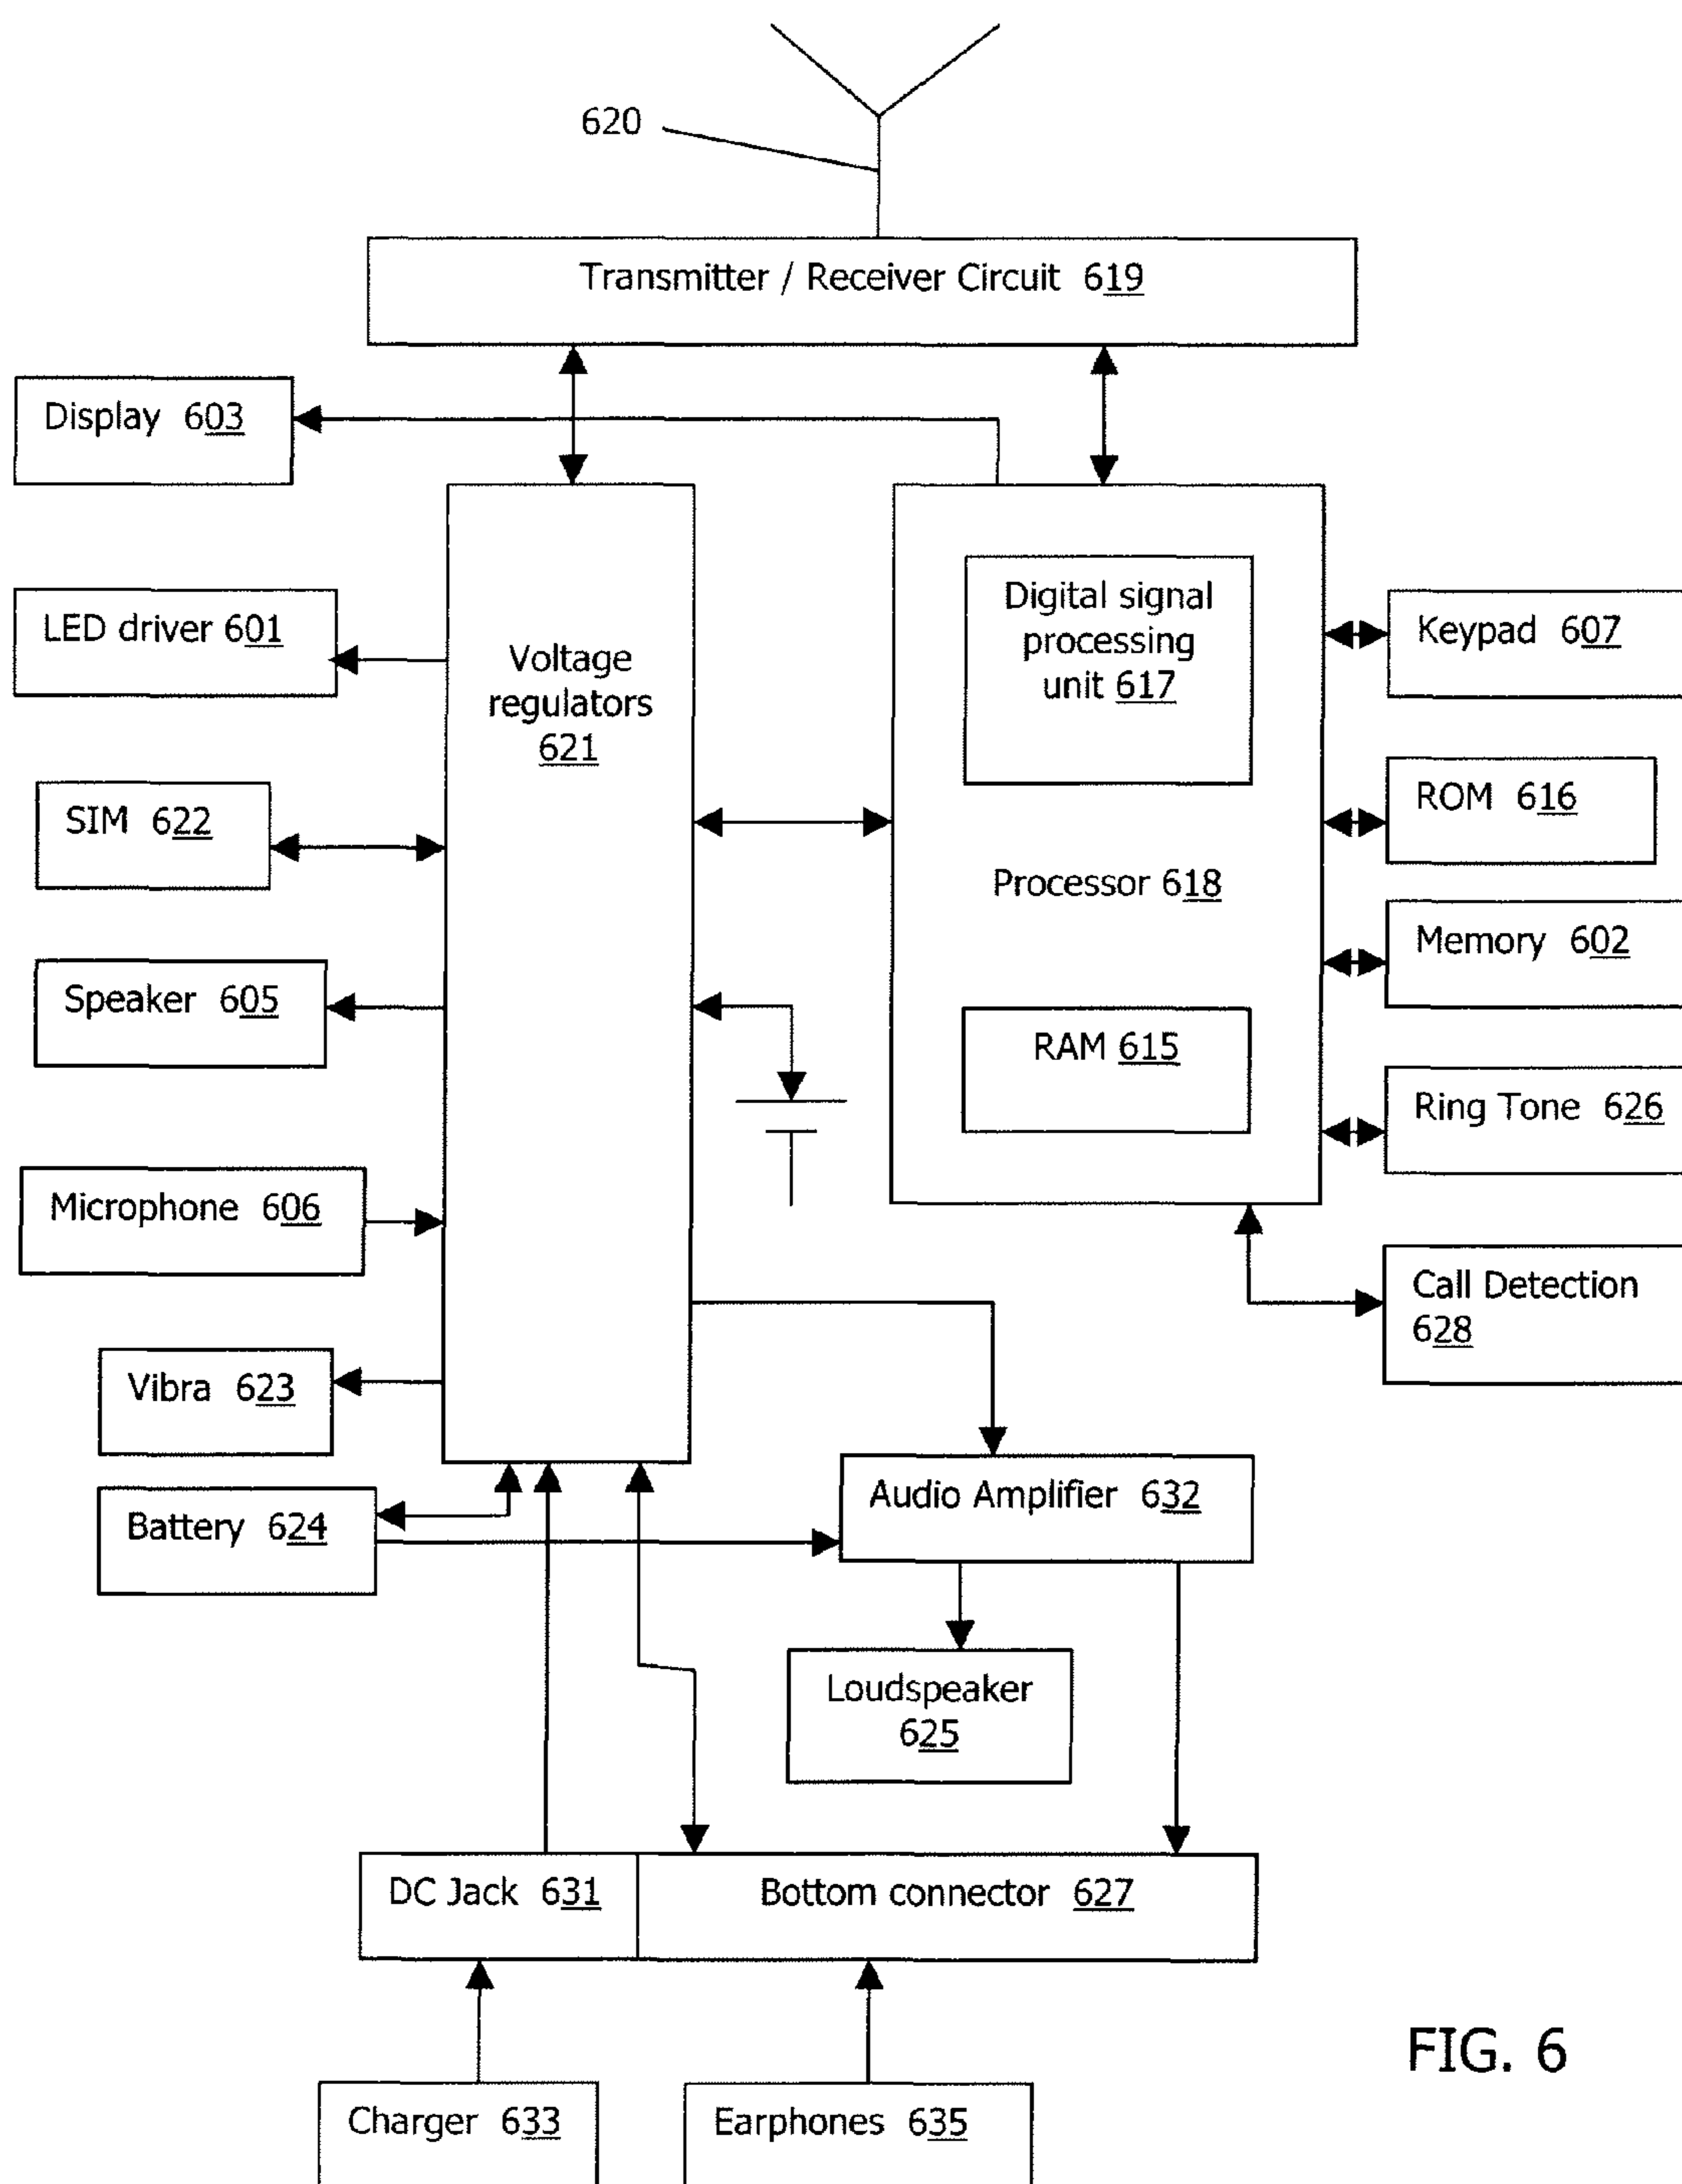 620
Transmitter / Receiver Circuit 619
Display 603
LED driver 601
Voltage
regulators
621
Digital signal
processing
unit 617
Keypad 607
SIM 622
ROM 616
Processor 618
Memory 602
Speaker 605
RAM 615
Ring Tone 626
Microphone 606
Call Detection
628
Vibra 623
Battery 624
Audio Amplifier 632
Loudspeaker
625
DC Jack 631
Bottom connector 627
FIG. 6
Charger 633
Earphones 635